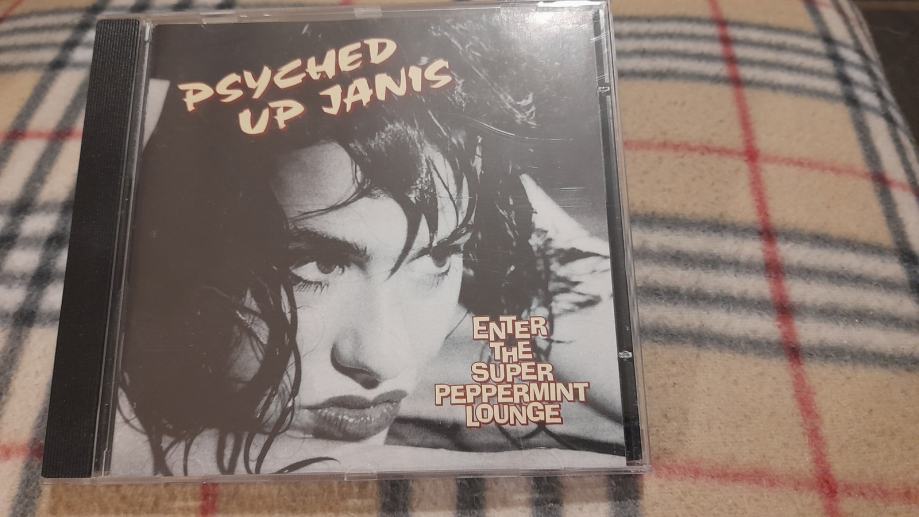 PSYCHED
UP JANIS
ENTER
THE
SUPER
PEPPERMINT
LOUNGE